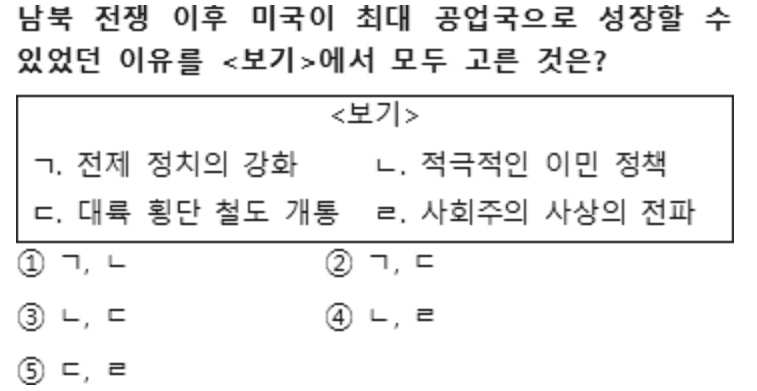 남북 전쟁 이후 미국이 최대 공업국으로 성장할 수
있었던 이유를 <보기>에서 모두 고른 것은?
<보기>
ㄱ. 전제 정치의 강화 ㄴ. 적극적인 이민 정책
ㄷ. 대륙 횡단 철도 개통 ㄹ. 사회주의 사상의 전파
① ㄱ, ㄴ ② ㄱ, ㄷ
③ ㄴ, ㄷ ④ ㄴ, ㄹ
⑤ ㄷ, ㄹ